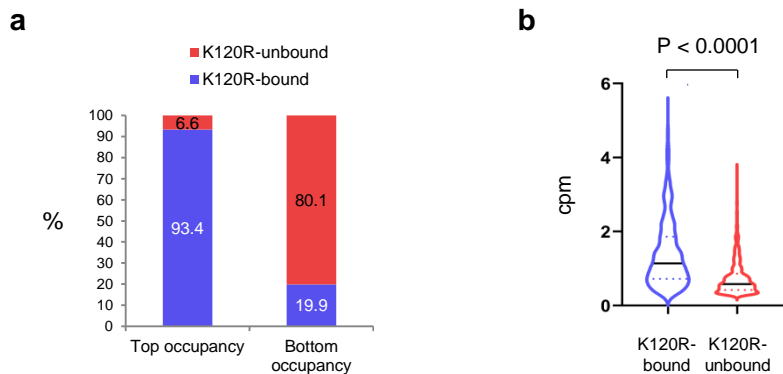 a
K120R-unbound
K120R-bound
100
90
80
70
60
50
40
30
20
10
0
%
6.6
93.4
80.1
19.9
Top occupancy
Bottom
occupancy
b
P < 0.0001
6
4
2
0
cpm
K120R-
bound
K120R-
unbound